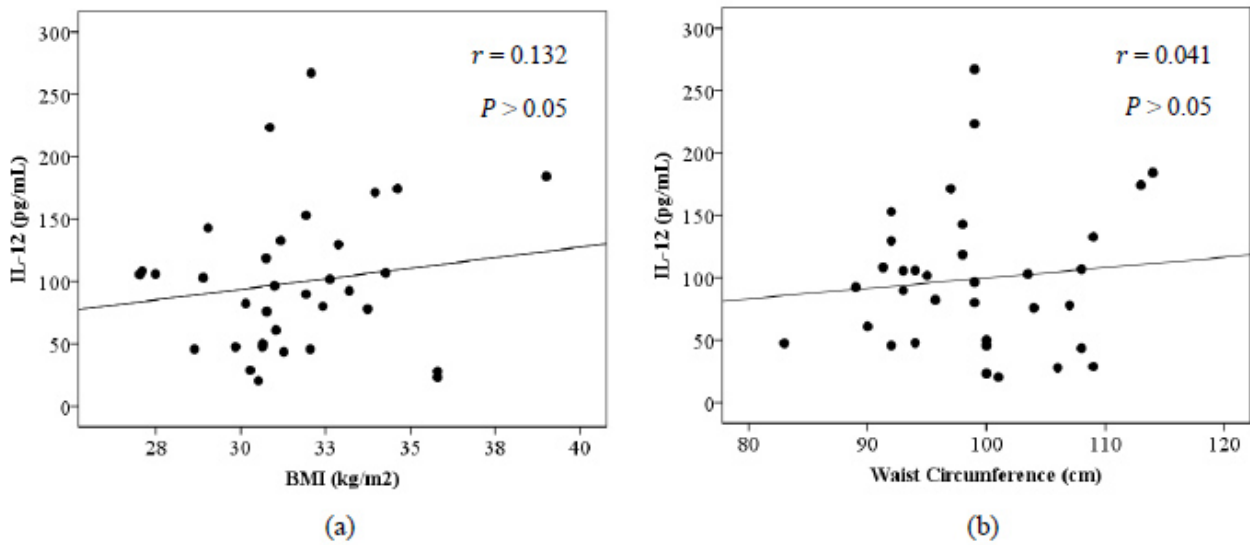 300
250
200
150
100
50
0
IL-12 (pg/mL)
r = 0.132
P > 0.05
28
30
33
35
38
40
BMI (kg/m2)
(a)
300
250
200
150
100
50
0
IL-12 (pg/mL)
r = 0.041
P > 0.05
80
90
100
110
120
Waist Circumference (cm)
(b)